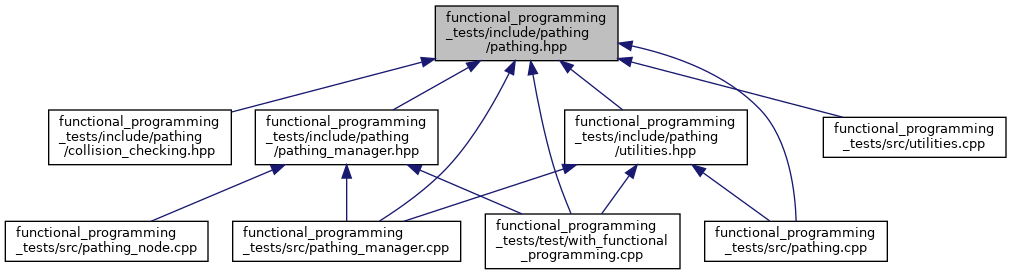 functional_programming
_tests/include/pathing
/pathing.hpp
functional_programming
_tests/include/pathing
/collision_checking.hpp
functional_programming
_tests/include/pathing
/pathing_manager.hpp
functional_programming
_tests/include/pathing
/utilities.hpp
functional_programming
_tests/src/utilities.cpp
functional_programming
_tests/src/pathing_node.cpp
functional_programming
_tests/src/pathing_manager.cpp
functional_programming
_tests/test/with_functional
_programming.cpp
functional_programming
_tests/src/pathing.cpp